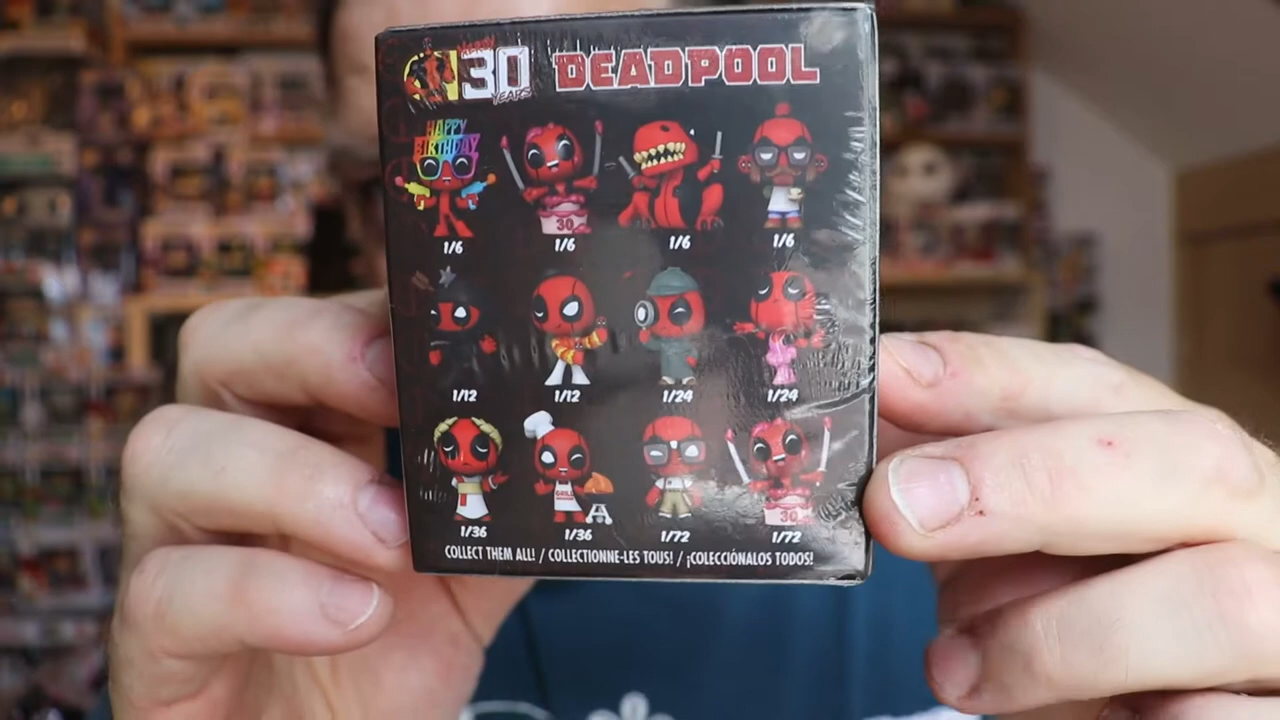 30 YEARS DEADPOOL
HAPPY
BIRTHDAY
30
1/6 1/6 1/6 1/6
1/12 1/12 1/24 1/24
GRILL
30
1/36 1/36 1/72 1/72
COLLECT THEM ALL! / COLLECTIONNE-LES TOUS! / ¡COLECCIÓNALOS TODOS!